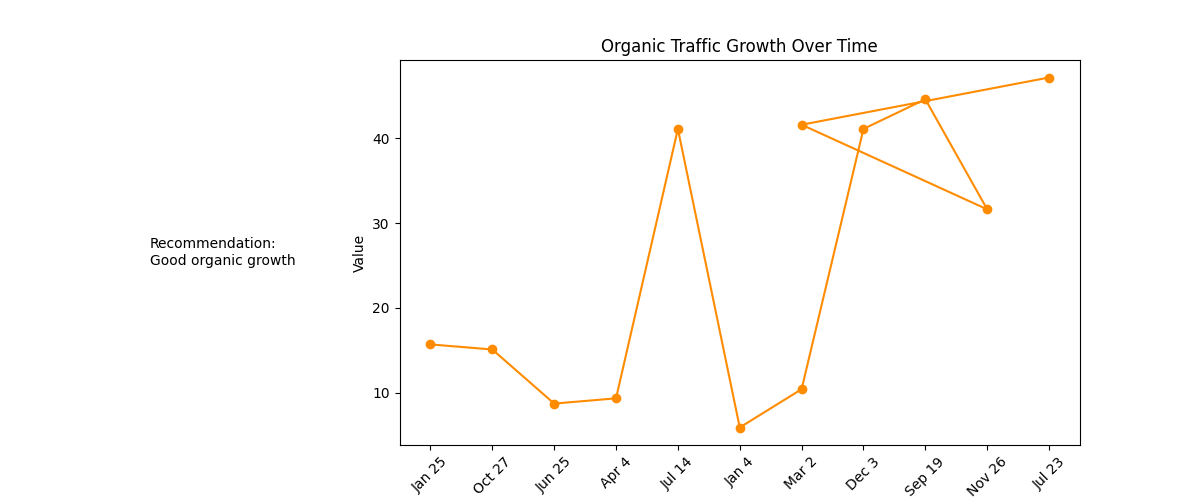 Organic Traffic Growth Over Time
Recommendation:
Good organic growth
Value
40
30
20
10
Jan 25
Oct 27
Jun 25
Apr 4
Jul 14
Jan 4
Mar 2
Dec 3
Sep 19
Nov 26
Jul 23